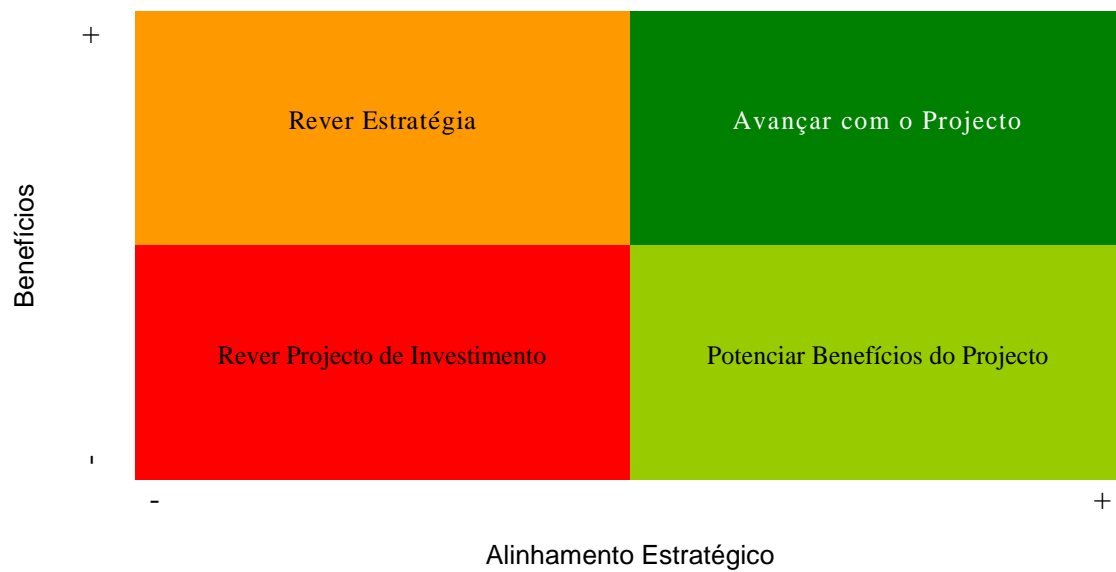 +
Rever Estratégia
Avançar com o Projecto
Benefícios
Rever Projecto de Investimento
Potenciar Benefícios do Projecto
-
-
+
Alinhamento Estratégico